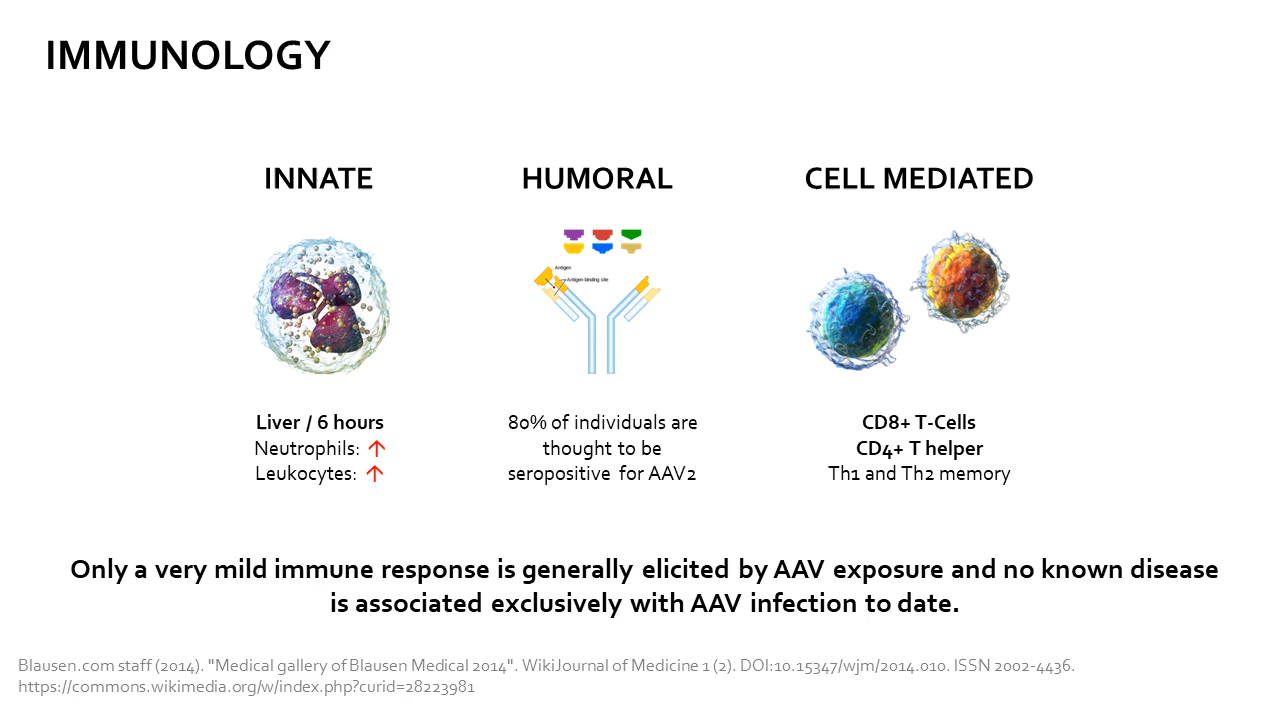 IMMUNOLOGY
INNATE
HUMORAL
CELL MEDIATED
Antigen
Antigen-binding site
Liver / 6 hours
Neutrophils: ↑
Leukocytes: ↑
80% of individuals are
thought to be
seropositive for AAV2
CD8+ T-Cells
CD4+ T helper
Th1 and Th2 memory
Only a very mild immune response is generally elicited by AAV exposure and no known disease
is associated exclusively with AAV infection to date.
Blausen.com staff (2014). "Medical gallery of Blausen Medical 2014". WikiJournal of Medicine 1 (2). DOI:10.15347/wjm/2014.010. ISSN 2002-4436.
https://commons.wikimedia.org/w/index.php?curid=28223981